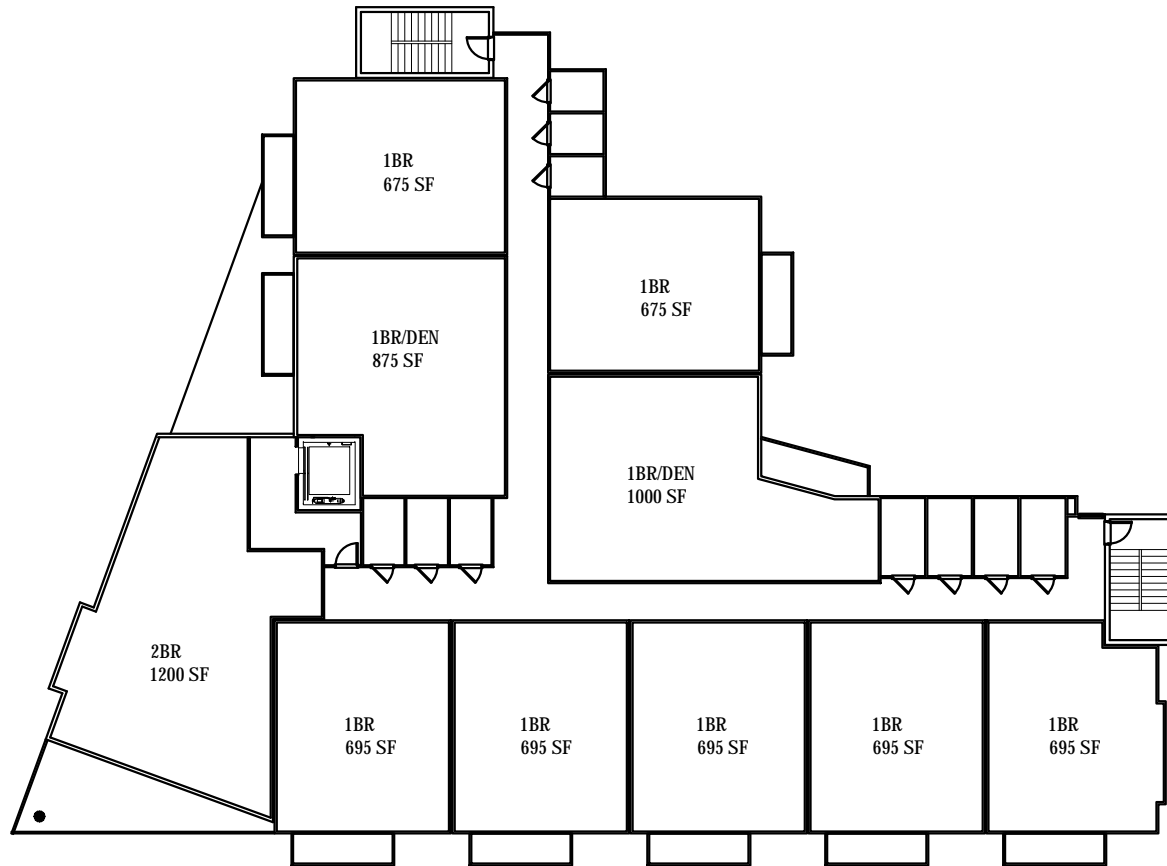 1BR
675 SF
1BR
675 SF
1BR/DEN
875 SF
1BR/DEN
1000 SF
2BR
1200 SF
1BR
695 SF
1BR
695 SF
1BR
695 SF
1BR
695 SF
1BR
695 SF